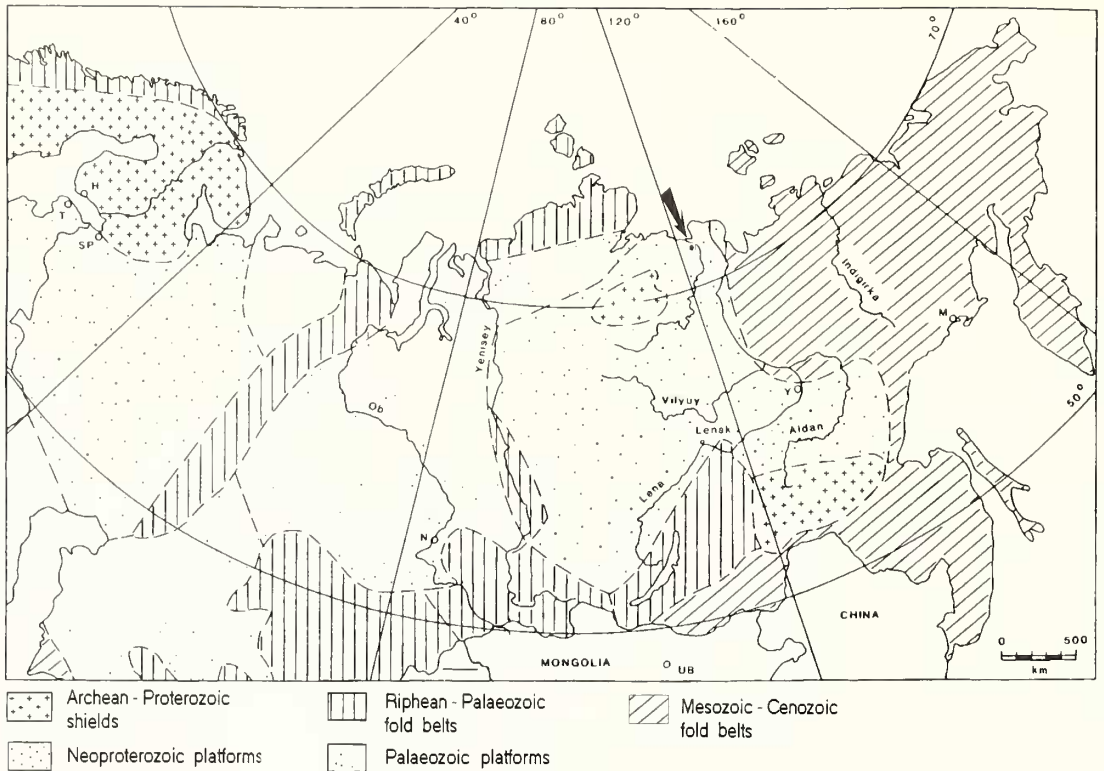 40°
80°
120°
160°
70°
H
T
SP
Indigirka
M
Yenisey
Ob
Vilyuy
Y
50°
Lensk
Aldan
Lena
N
CHINA
0 500
km
MONGOLIA
UB
Archean - Proterozoic
shields
Riphean - Palaeozoic
fold belts
Mesozoic - Cenozoic
fold belts
Neoproterozoic platforms
Palaeozoic platforms